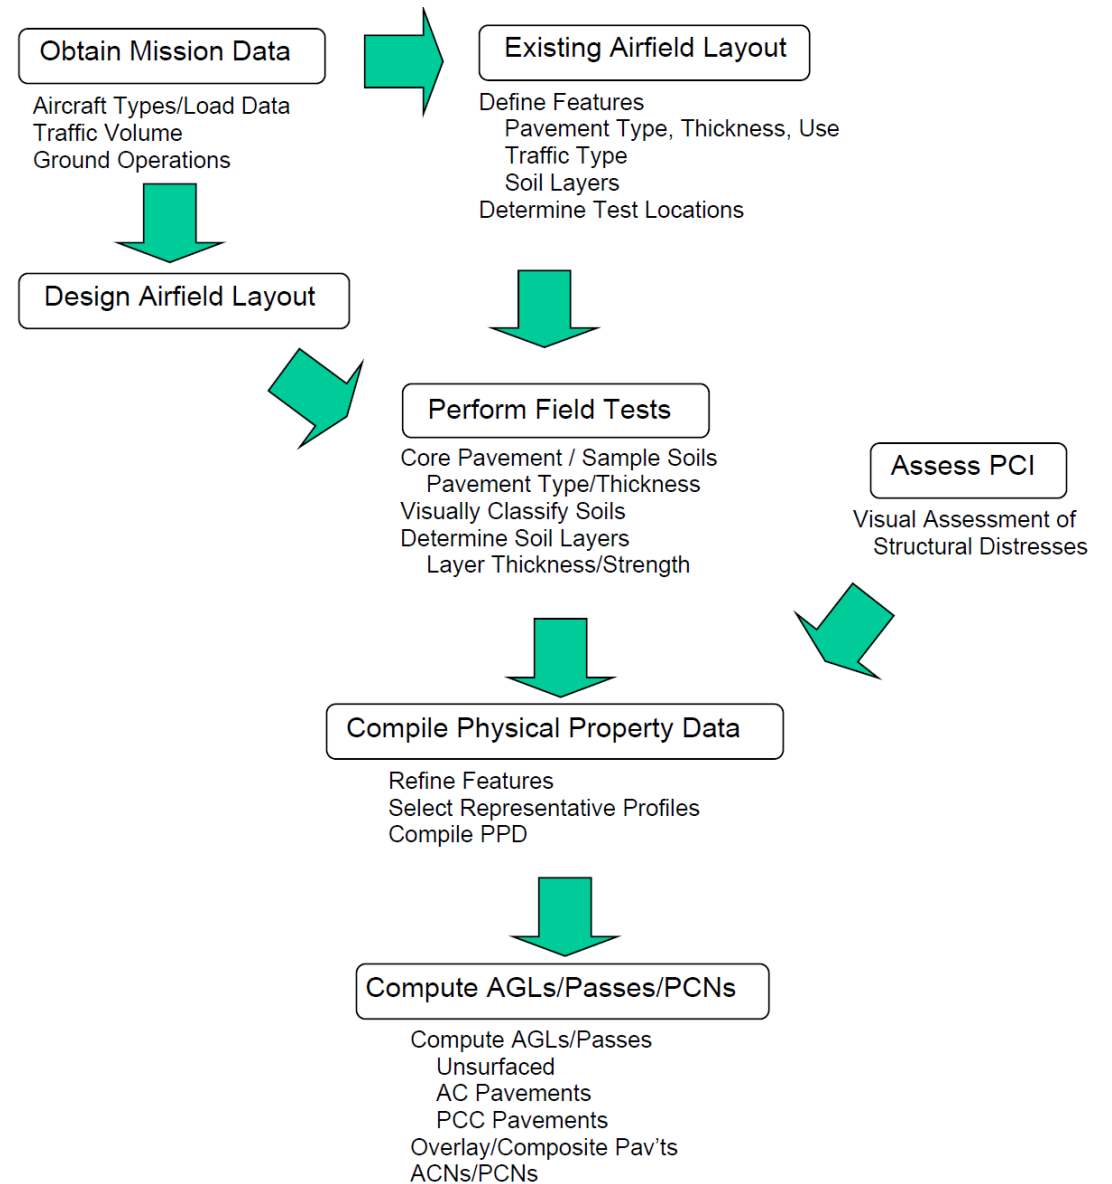 Obtain Mission Data
Aircraft Types/Load Data
Traffic Volume
Ground Operations
Existing Airfield Layout
Define Features
Pavement Type, Thickness, Use
Traffic Type
Soil Layers
Determine Test Locations
Design Airfield Layout
Perform Field Tests
Core Pavement / Sample Soils
Pavement Type/Thickness
Visually Classify Soils
Determine Soil Layers
Layer Thickness/Strength
Assess PCI
Visual Assessment of
Structural Distresses
Compile Physical Property Data
Refine Features
Select Representative Profiles
Compile PPD
Compute AGLs/Passes/PCNs
Compute AGLs/Passes
Unsurfaced
AC Pavements
PCC Pavements
Overlay/Composite Pav'ts
ACNs/PCNs